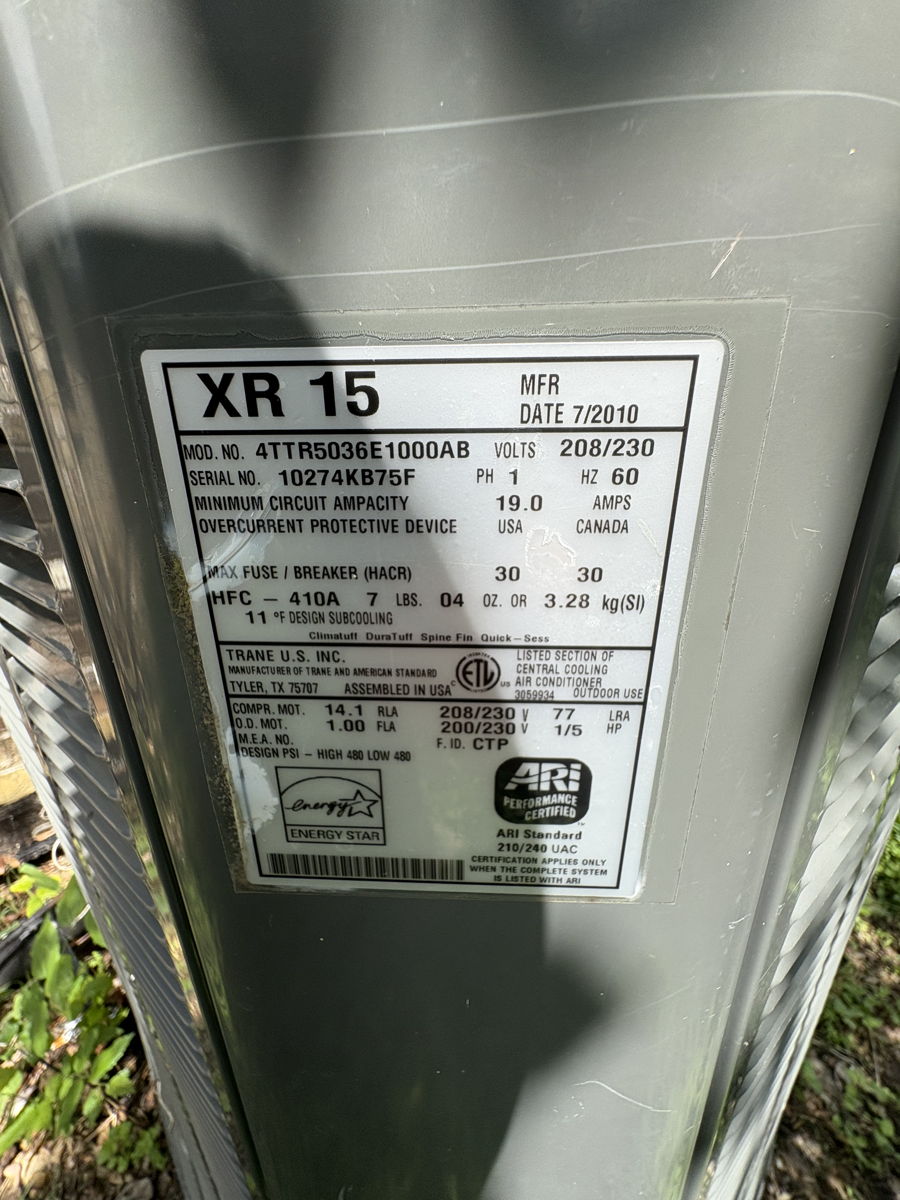 XR 15
MFR
DATE 7/2010
MOD. NO. 4TTR5036E1000AB VOLTS 208/230
SERIAL NO. 10274KB75F PH 1 HZ 60
MINIMUM CIRCUIT AMPACITY 19.0 AMPS
OVERCURRENT PROTECTIVE DEVICE USA CANADA
MAX FUSE / BREAKER (HACR) 30 30
HFC – 410A 7 LBS. 04 OZ. OR 3.28 kg(SI)
11 °F DESIGN SUBCOOLING
Climatuff DuraTuff Spine Fin Quick–Sess
TRANE U.S. INC.
MANUFACTURER OF TRANE AND AMERICAN STANDARD
TYLER, TX 75707 ASSEMBLED IN USA
C ETL US
LISTED SECTION OF
CENTRAL COOLING
AIR CONDITIONER
3059934 OUTDOOR USE
COMPR. MOT. 14.1 RLA 208/230 V 77 LRA
O.D. MOT. 1.00 FLA 200/230 V 1/5 HP
M.E.A. NO. F. ID. CTP
DESIGN PSI – HIGH 480 LOW 480
energy
ENERGY STAR
ARi
PERFORMANCE
CERTIFIED
TM
ARI Standard
210/240 UAC
CERTIFICATION APPLIES ONLY
WHEN THE COMPLETE SYSTEM
IS LISTED WITH ARI